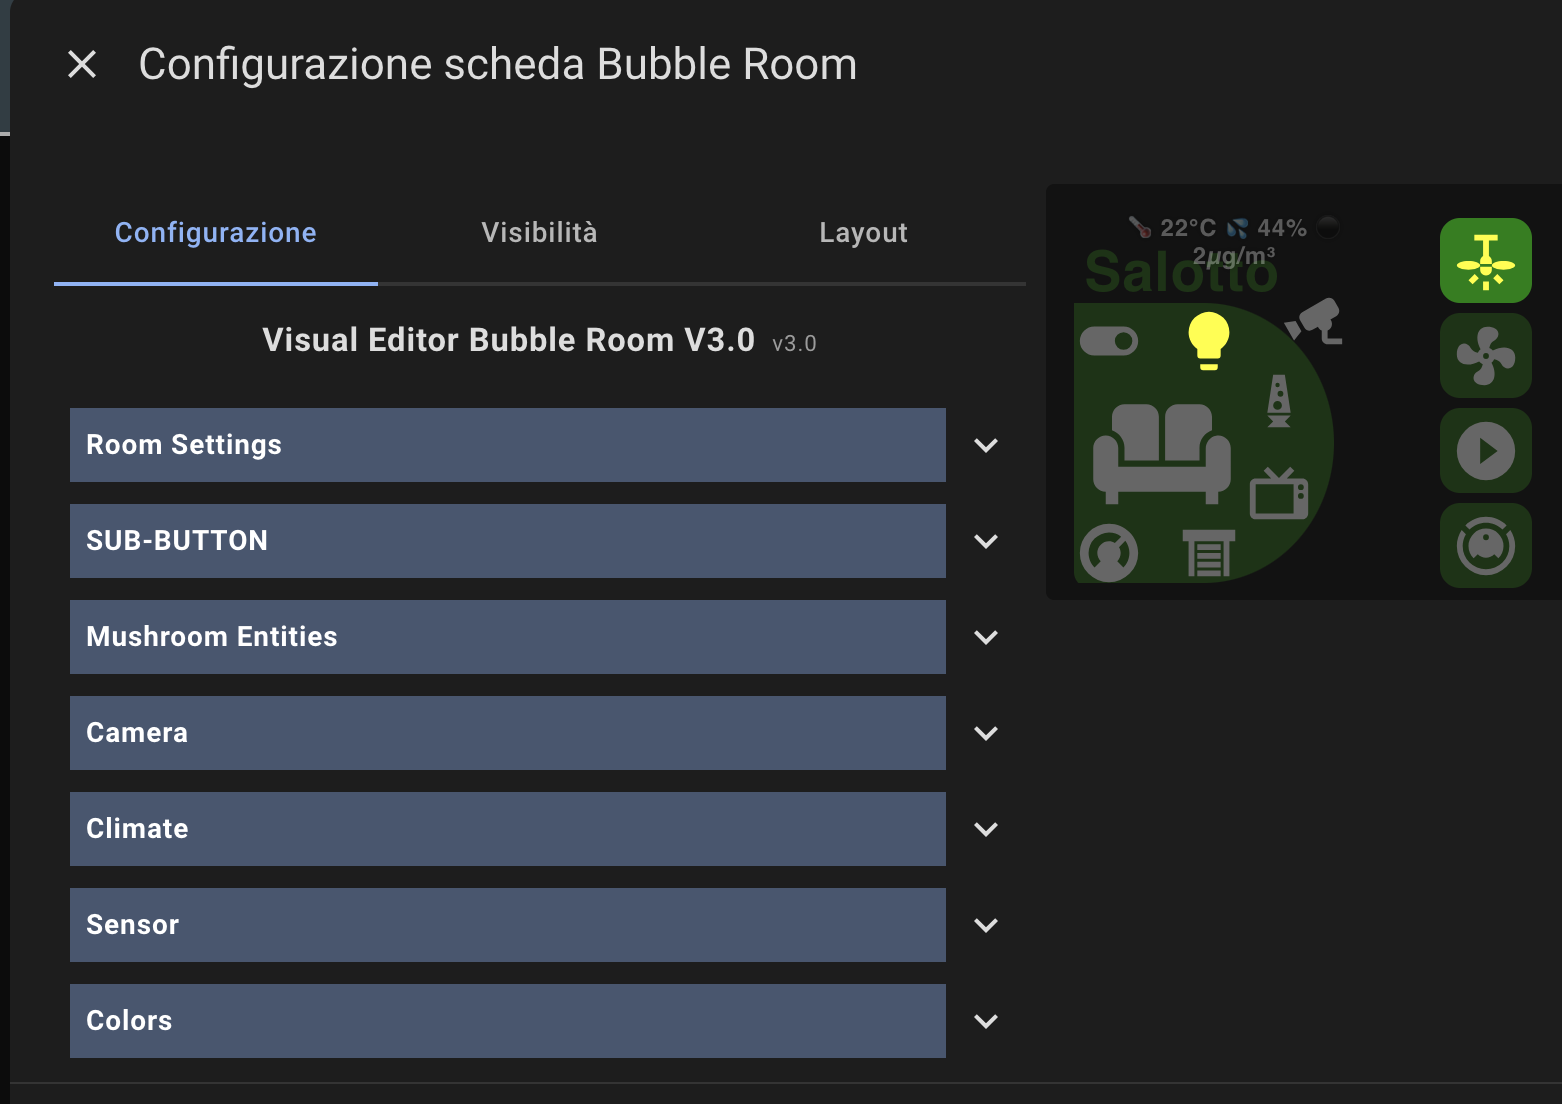 Configurazione scheda Bubble Room
Configurazione
Visibilità
Layout
Visual Editor Bubble Room V3.0 v3.0
Room Settings
SUB-BUTTON
Mushroom Entities
Camera
Climate
Sensor
Colors
22°C 44%
2µg/m³
Salotto